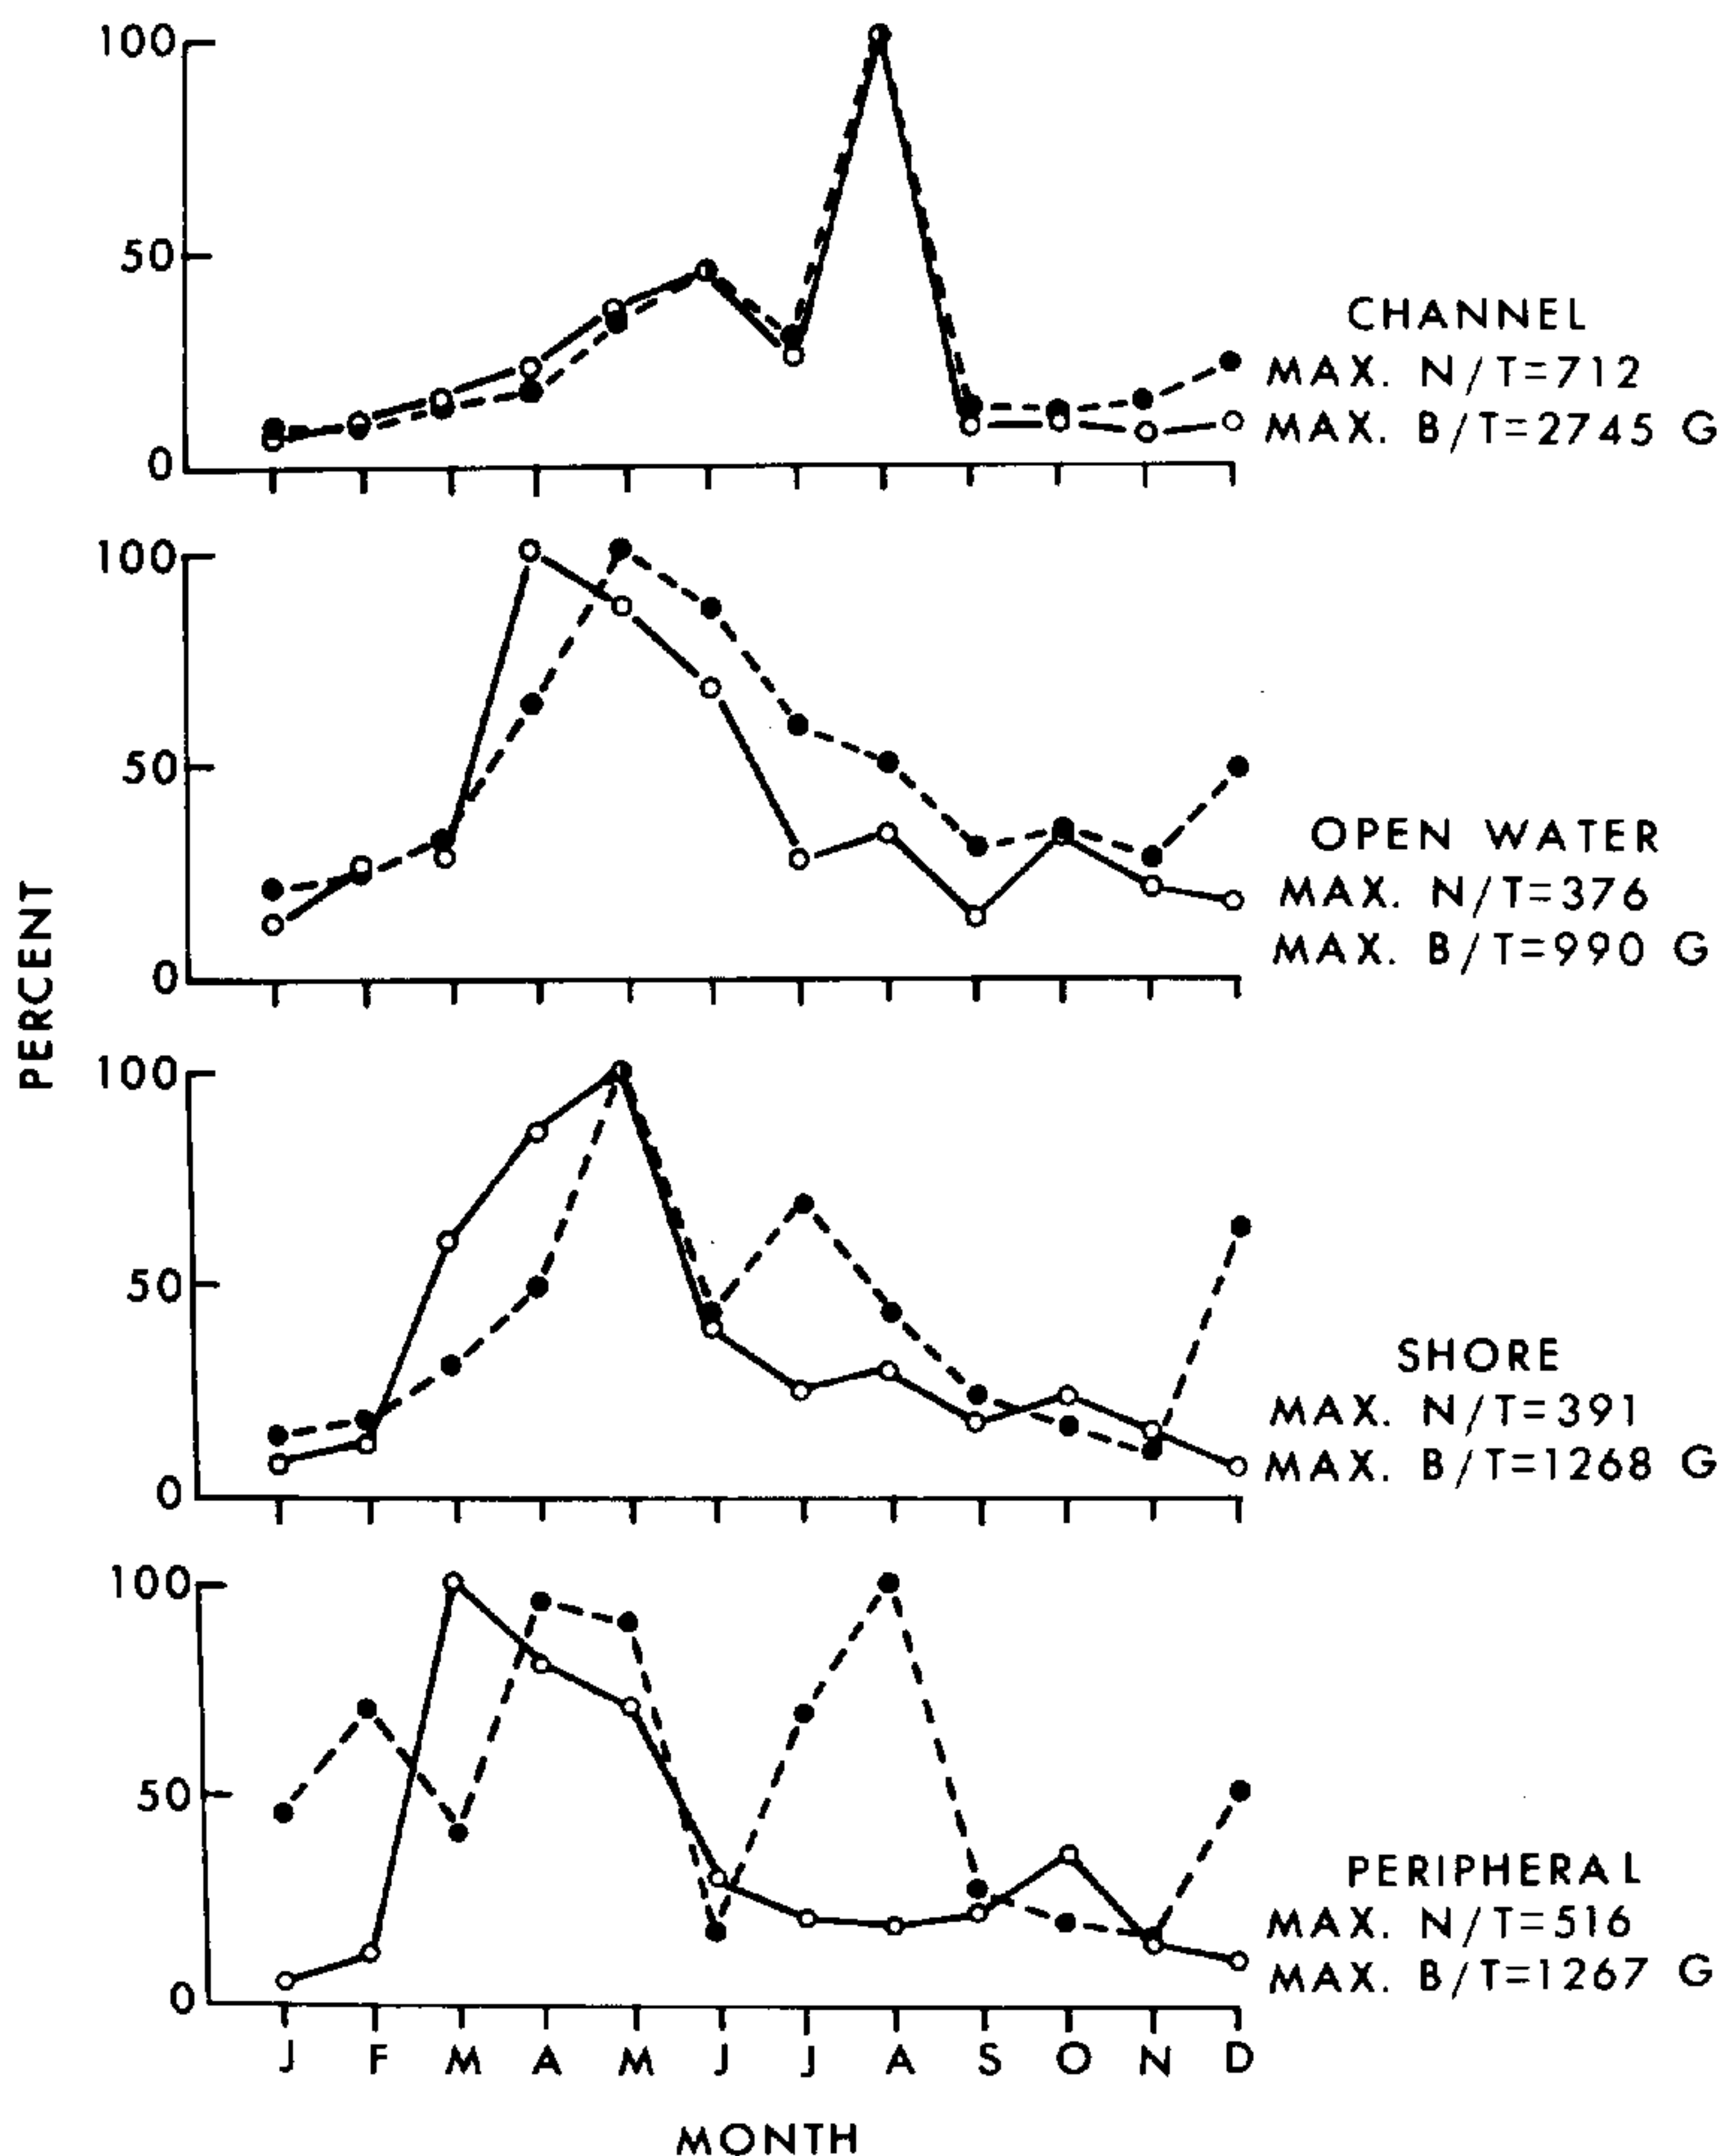 PERCENT
100
50
0
CHANNEL
MAX. N/T=712
MAX. B/T=2745 G
100
50
0
OPEN WATER
MAX. N/T=376
MAX. B/T=990 G
100
50
0
SHORE
MAX. N/T=391
MAX. B/T=1268 G
100
50
0
PERIPHERAL
MAX. N/T=516
MAX. B/T=1267 G
J F M A M J J A S O N D
MONTH